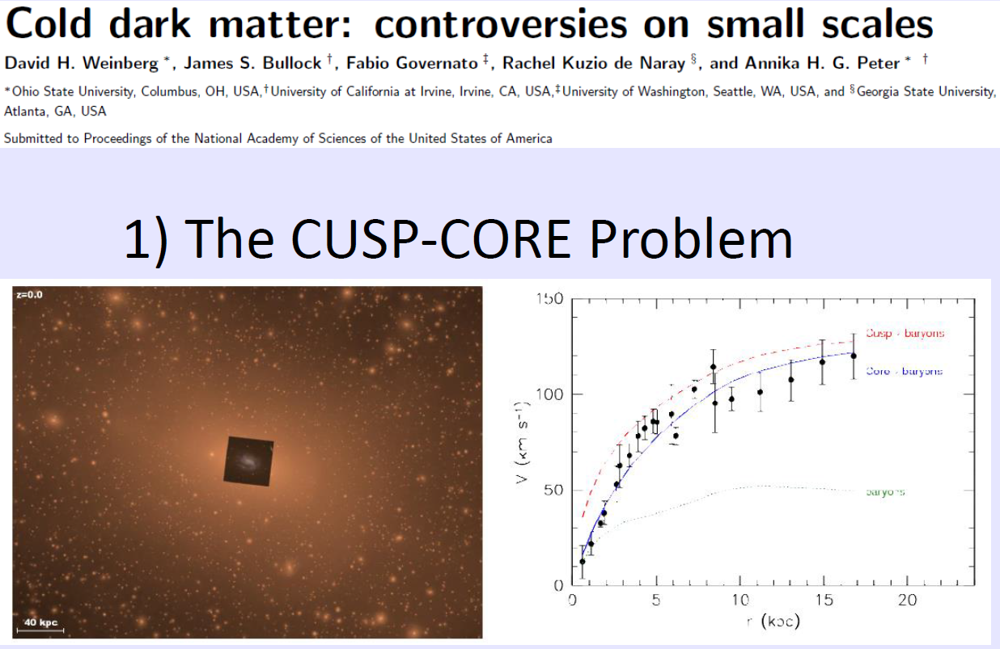 Cold dark matter: controversies on small scales
David H. Weinberg *, James S. Bullock †, Fabio Governato ‡, Rachel Kuzio de Naray §, and Annika H. G. Peter * †
*Ohio State University, Columbus, OH, USA,†University of California at Irvine, Irvine, CA, USA,‡University of Washington, Seattle, WA, USA, and §Georgia State University,
Atlanta, GA, USA
Submitted to Proceedings of the National Academy of Sciences of the United States of America
1) The CUSP-CORE Problem
z=0.0
40 kpc
150
100
50
0
V (km s⁻¹)
Cusp + baryons
Core + baryons
baryons
0 5 10 15 20
r (kpc)